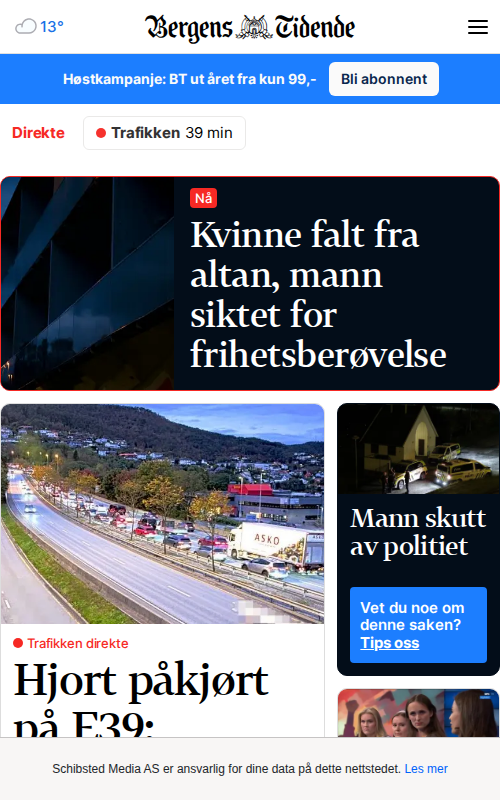 13°
Bergens Tidende
Høstkampanje: BT ut året fra kun 99,-
Bli abonnent
Direkte
Trafikken 39 min
Nå
Kvinne falt fra
altan, mann
siktet for
frihetsberøvelse
ASKO
Trafikken direkte
Hjort påkjørt
på E39:
Mann skutt
av politiet
Vet du noe om
denne saken?
Tips oss
Schibsted Media AS er ansvarlig for dine data på dette nettstedet. Les mer